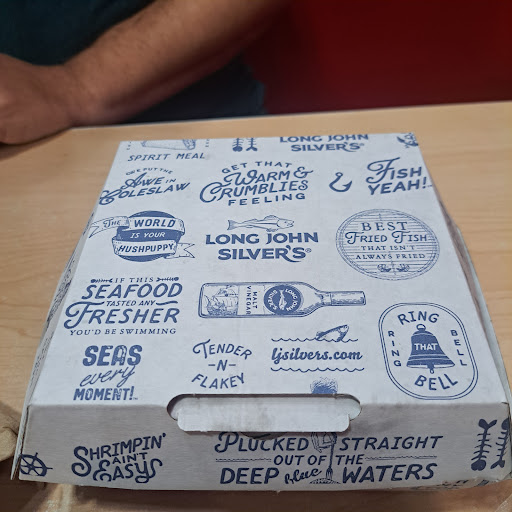 LONG JOHN
SILVER'S®
SPIRIT MEAL
WE PUT THE
AWE IN
COLESLAW
GET THAT
WARM &
CRUMBLIES
FEELING
FISH,
YEAH!
THE WORLD
IS YOUR
HUSHPUPPY
LONG JOHN
SILVER'S®
BEST
FRIED FISH
THAT ISN'T
ALWAYS FRIED
IF THIS
SEAFOOD
TASTED ANY
FRESHER
YOU'D BE SWIMMING
MALT
VINEGAR
LONG JOHN
SILVER'S
SEAS
every
MOMENT!
TENDER
-N-
FLAKEY
ljsilvers.com
RING
RING THAT BELL
BELL
SHRIMPIN'
AIN'T
EASY
PLUCKED STRAIGHT
OUT OF THE
DEEP blue WATERS